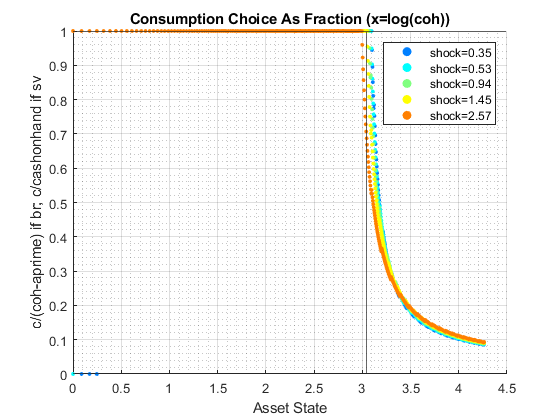 Consumption Choice As Fraction (x=log(coh))
c/(coh-aprime) if br, c/cashonhand if sv
1
0.9
0.8
0.7
0.6
0.5
0.4
0.3
0.2
0.1
0
shock=0.35
shock=0.53
shock=0.94
shock=1.45
shock=2.57
0 0.5 1 1.5 2 2.5 3 3.5 4 4.5
Asset State